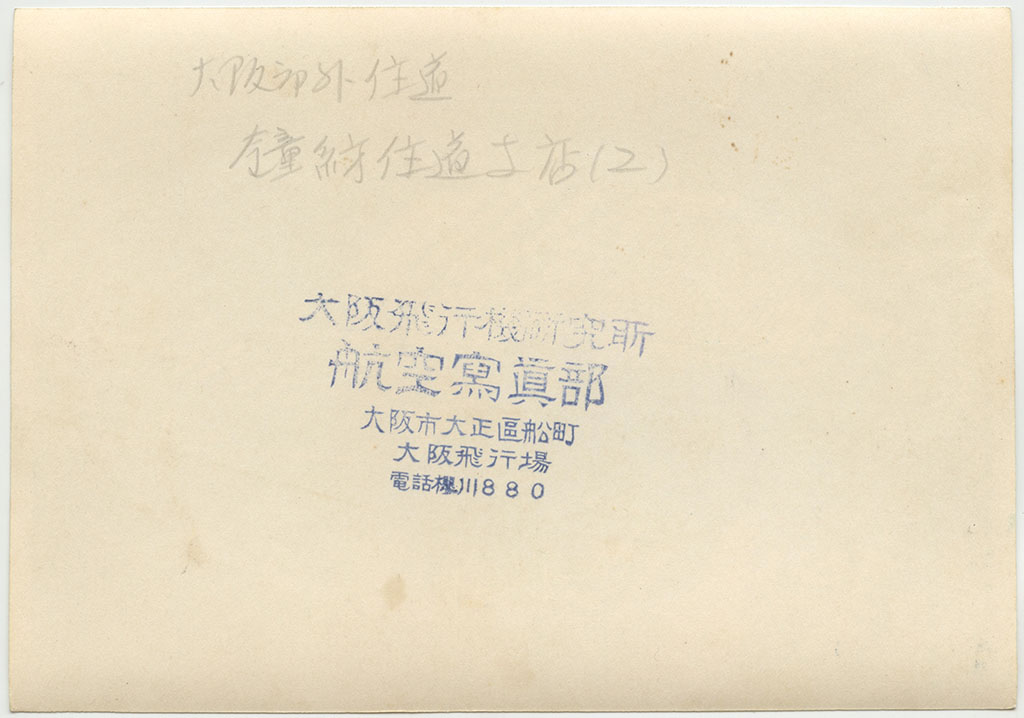 大阪郊外住道
鐘紡住道支店(2)
大阪飛行機研究所
航空寫眞部
大阪市大正區船町
大阪飛行場
電話櫻川880